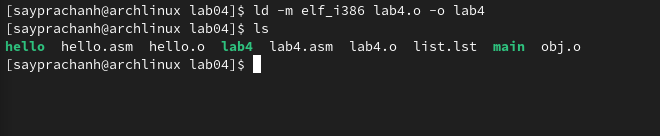 [sayprachanh@archlinux lab04]$ ld -m elf_i386 lab4.o -o lab4
[sayprachanh@archlinux lab04]$ ls
hello  hello.asm  hello.o  lab4  lab4.asm  lab4.o  list.lst  main  obj.o
[sayprachanh@archlinux lab04]$